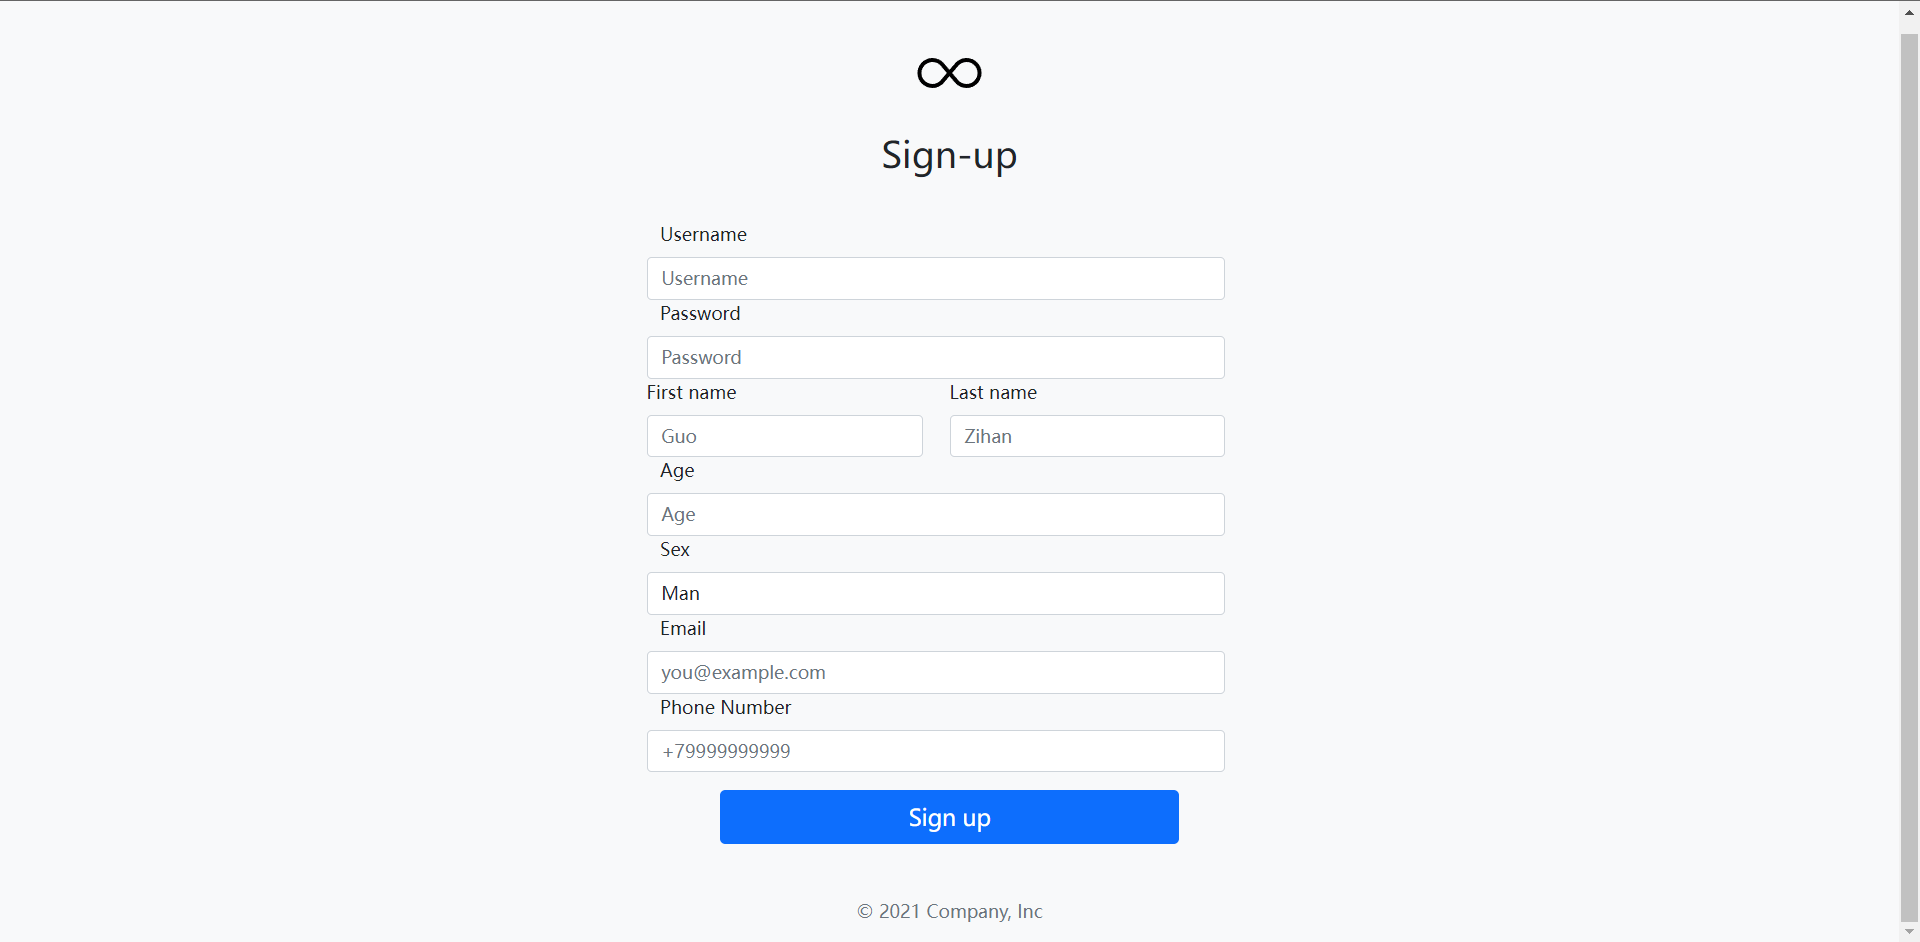 Sign-up
Username
Username
Password
Password
First name Last name
Guo Zihan
Age
Age
Sex
Man
Email
you@example.com
Phone Number
+79999999999
Sign up
© 2021 Company, Inc